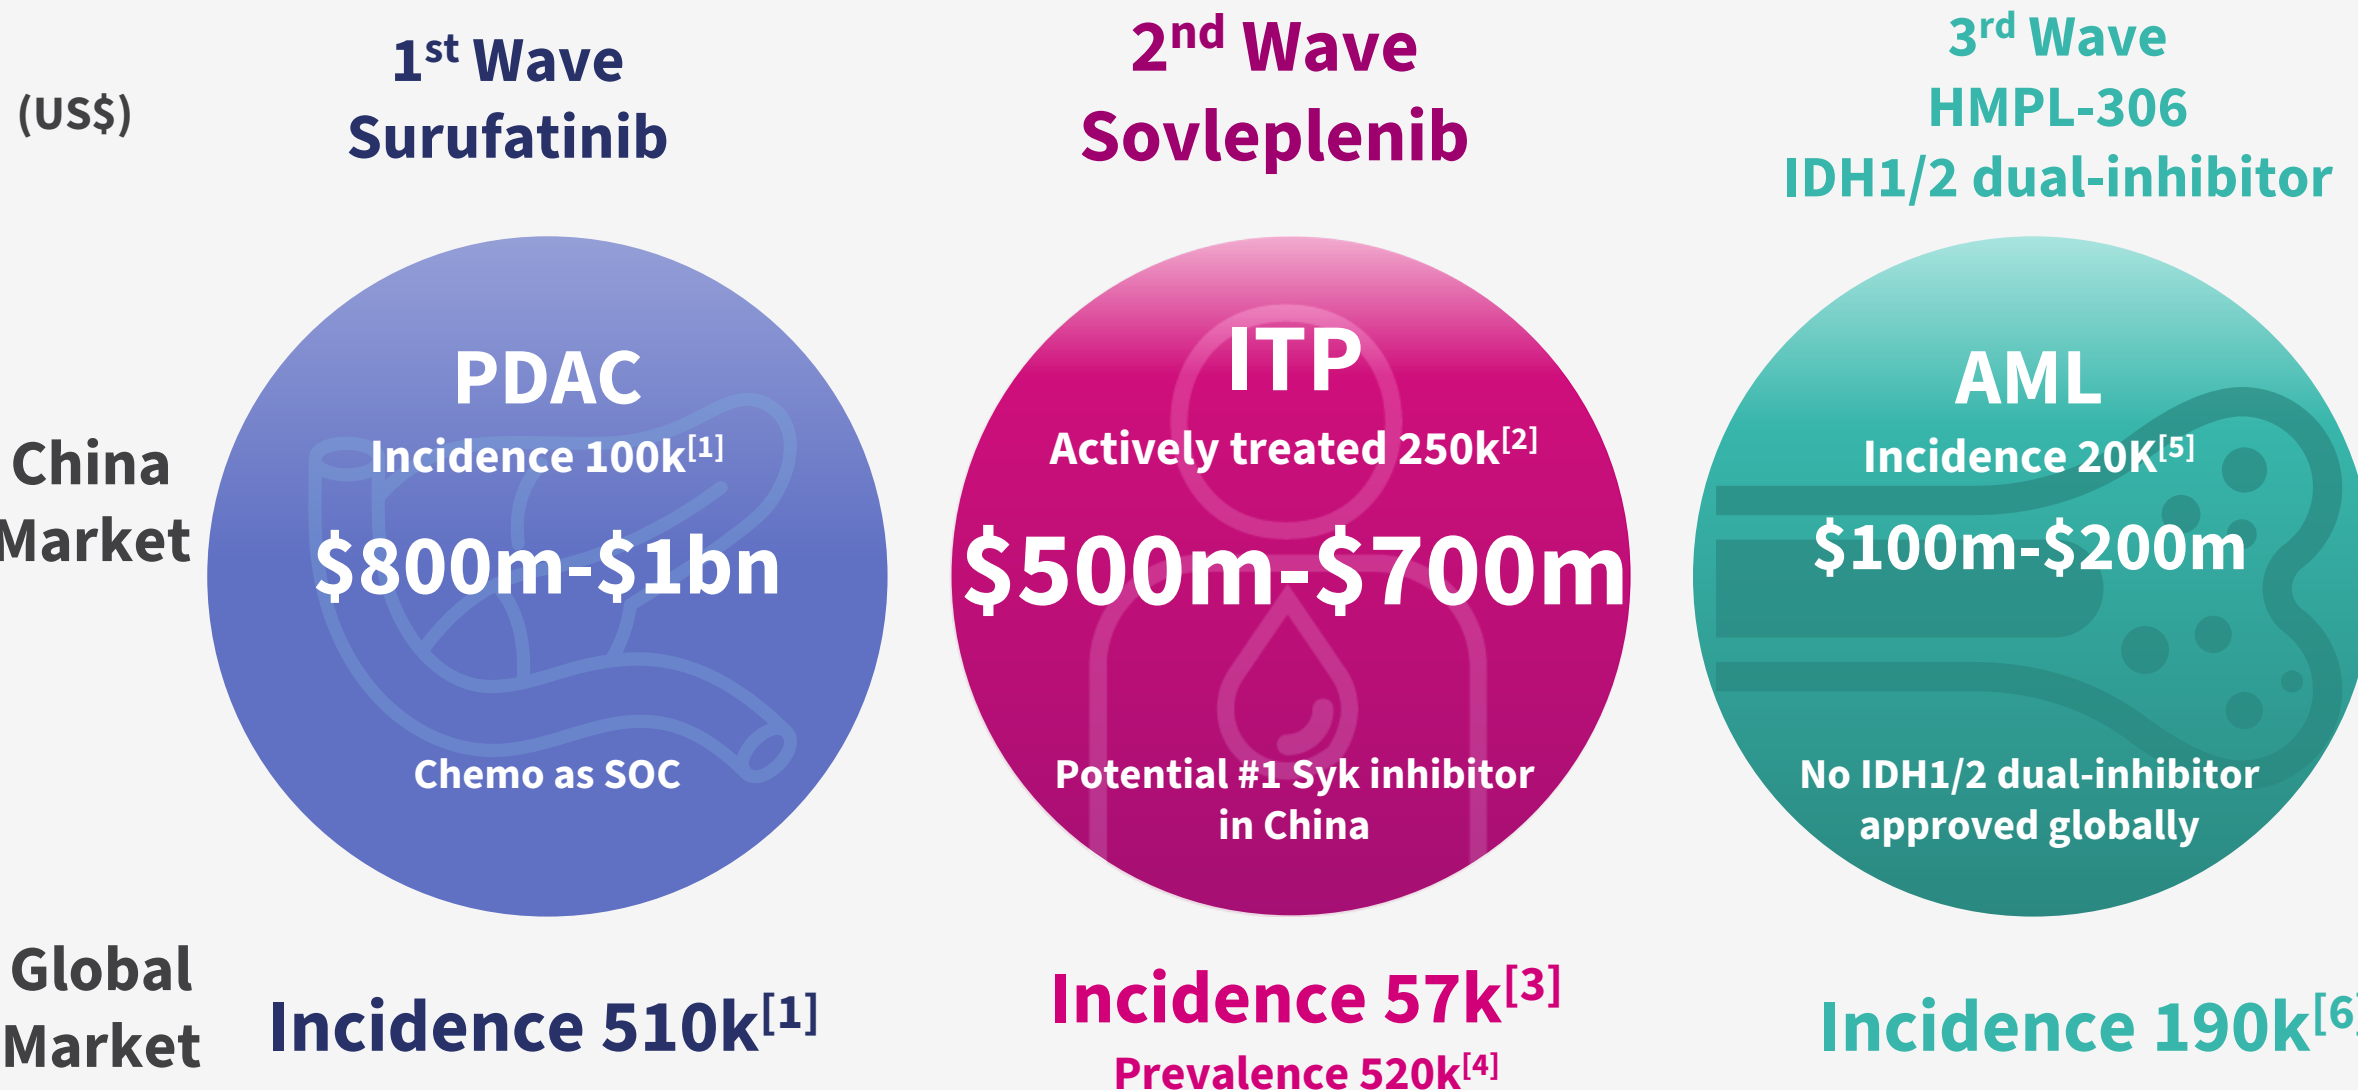 (US$)
1st Wave
Surufatinib
2nd Wave
Sovleplenib
3rd Wave
HMPL-306
IDH1/2 dual-inhibitor
China
Market
PDAC
Incidence 100k[1]
$800m-$1bn
Chemo as SOC
ITP
Actively treated 250k[2]
$500m-$700m
Potential #1 Syk inhibitor
in China
AML
Incidence 20K[5]
$100m-$200m
No IDH1/2 dual-inhibitor
approved globally
Global
Market
Incidence 510k[1]
Incidence 57k[3]
Prevalence 520k[4]
Incidence 190k[6]